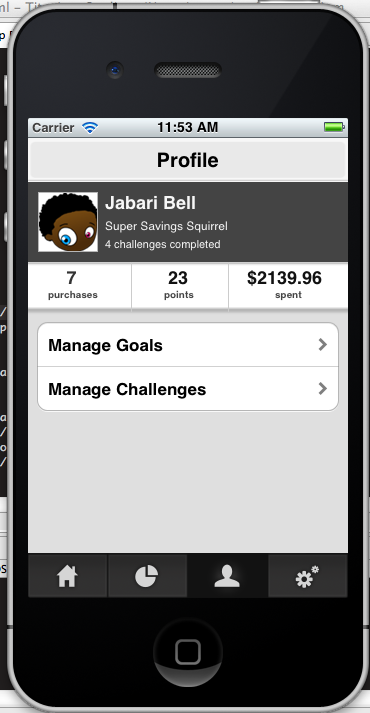 Carrier 11:53 AM
Profile
Jabari Bell
Super Savings Squirrel
4 challenges completed
7 23 $2139.96
purchases points spent
Manage Goals
Manage Challenges